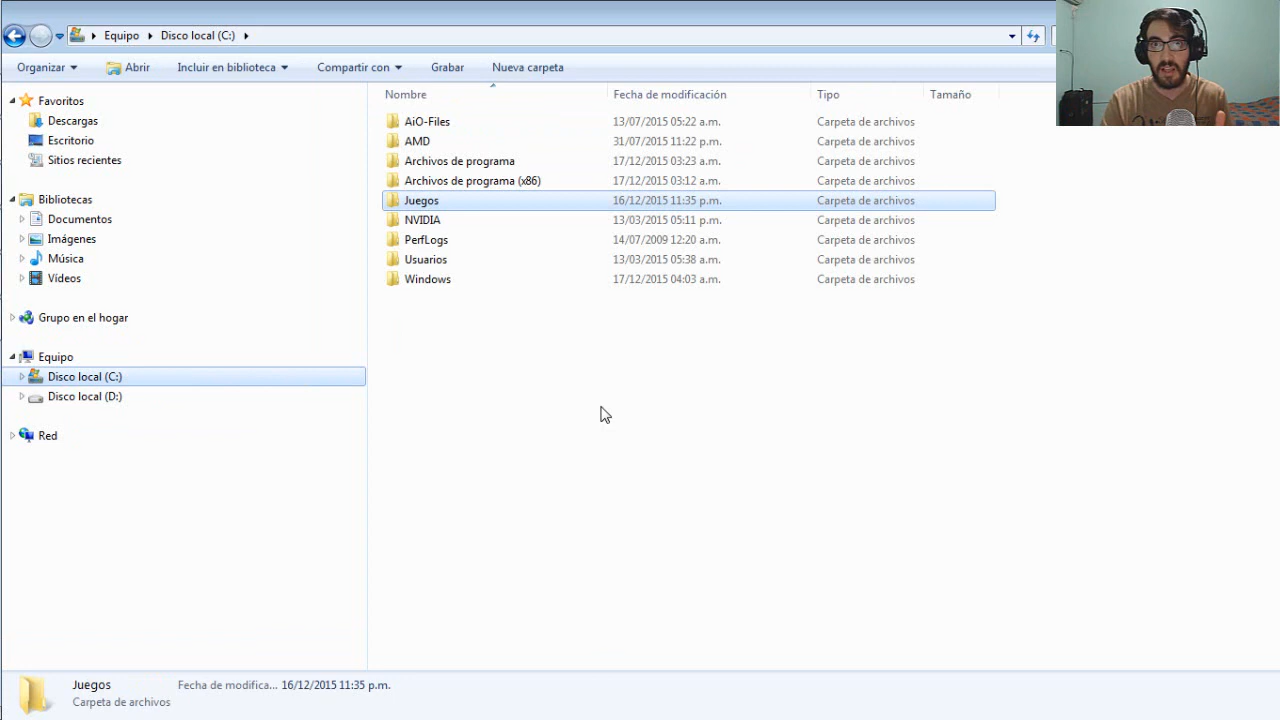 Equipo Disco local (C:)
Organizar Abrir Incluir en biblioteca Compartir con Grabar Nueva carpeta
Favoritos
Descargas
Escritorio
Sitios recientes
Bibliotecas
Documentos
Imágenes
Música
Vídeos
Grupo en el hogar
Equipo
Disco local (C:)
Disco local (D:)
Red
Nombre Fecha de modificación Tipo Tamaño
AiO-Files 13/07/2015 05:22 a.m. Carpeta de archivos
AMD 31/07/2015 11:22 p.m. Carpeta de archivos
Archivos de programa 17/12/2015 03:23 a.m. Carpeta de archivos
Archivos de programa (x86) 17/12/2015 03:12 a.m. Carpeta de archivos
Juegos 16/12/2015 11:35 p.m. Carpeta de archivos
NVIDIA 13/03/2015 05:11 p.m. Carpeta de archivos
PerfLogs 14/07/2009 12:20 a.m. Carpeta de archivos
Usuarios 13/03/2015 05:38 a.m. Carpeta de archivos
Windows 17/12/2015 04:03 a.m. Carpeta de archivos
Juegos Fecha de modifica... 16/12/2015 11:35 p.m.
Carpeta de archivos